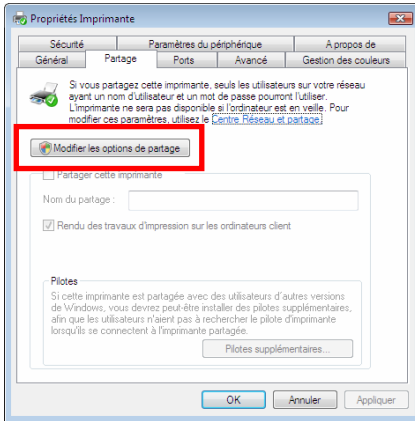 Propriétés Imprimante
Sécurité
Paramètres du périphérique
A propos de
Général
Partage
Ports
Avancé
Gestion des couleurs
Si vous partagez cette imprimante, seuls les utilisateurs sur votre réseau
ayant un nom d'utilisateur et un mot de passe pourront l'utiliser.
L'imprimante ne sera pas disponible si l'ordinateur est en veille. Pour
modifier ces paramètres, utilisez le Centre Réseau et
partage.
Modifier les options de partage
Partager cette imprimante
Nom du partage :
Rendu des travaux d'impression sur les ordinateurs client
Pilotes
Si cette imprimante est partagée avec des utilisateurs d'autres versions
de Windows, vous devrez peut-être installer des pilotes supplémentaires,
afin que les utilisateurs n'aient pas à rechercher le pilote d'imprimante
lorsqu'ils se connectent à l'imprimante partagée.
Pilotes supplémentaires...
OK
Annuler
Appliquer